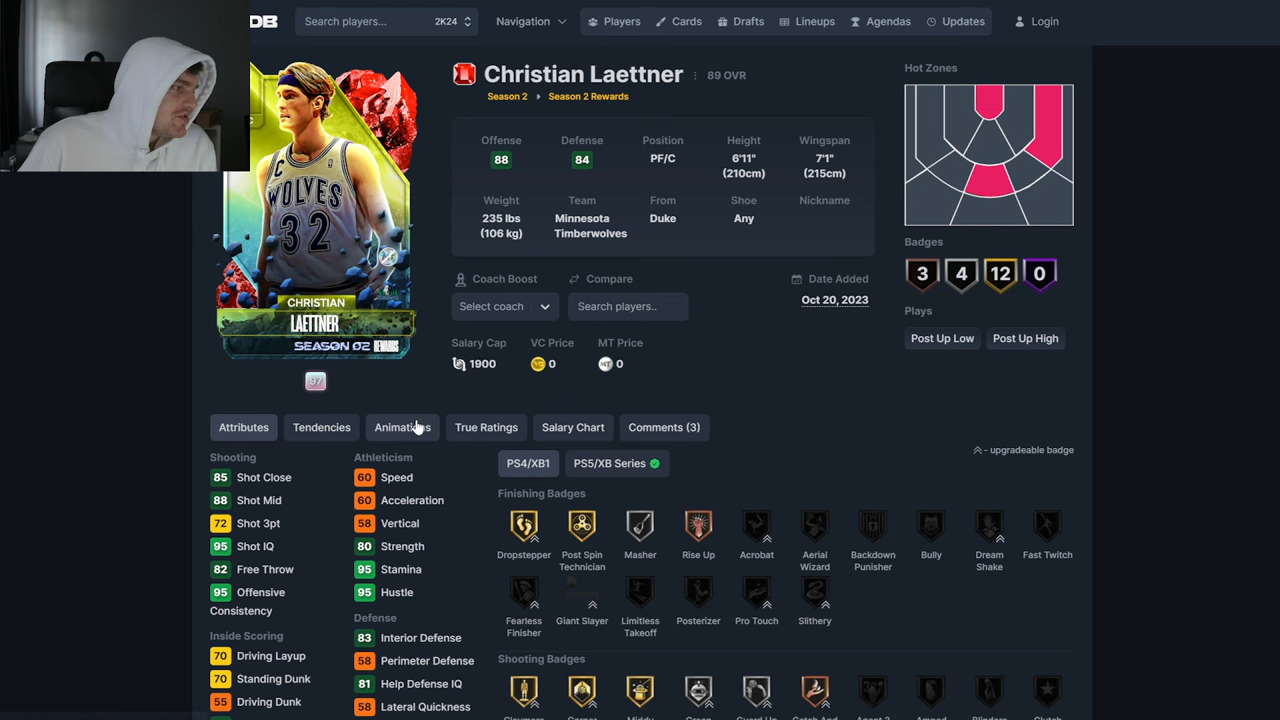 DB
Search players...
2K24
Navigation
Players
Cards
Drafts
Lineups
Agendas
Updates
Login
Christian Laettner
89 OVR
Season 2
Season 2 Rewards
Offense
Defense
Position
Height
Wingspan
88
84
PF/C
6'11"
(210cm)
7'1"
(215cm)
Weight
Team
From
Shoe
Nickname
235 lbs
(106 kg)
Minnesota
Timberwolves
Duke
Any
Coach Boost
Compare
Date Added
Select coach
Search players..
Oct 20, 2023
Salary Cap
VC Price
MT Price
1900
0
0
Hot Zones
Badges
3
4
12
0
Plays
Post Up Low
Post Up High
C
WOLVES
32
CHRISTIAN
LAETTNER
SEASON 02
REWARDS
97
Attributes
Tendencies
Animations
True Ratings
Salary Chart
Comments (3)
Shooting
85 Shot Close
88 Shot Mid
72 Shot 3pt
95 Shot IQ
82 Free Throw
95 Offensive
Consistency
Inside Scoring
70 Driving Layup
70 Standing Dunk
55 Driving Dunk
Athleticism
60 Speed
60 Acceleration
58 Vertical
80 Strength
95 Stamina
95 Hustle
Defense
83 Interior Defense
58 Perimeter Defense
81 Help Defense IQ
58 Lateral Quickness
- upgradeable badge
PS4/XB1
PS5/XB Series
Finishing Badges
Dropstepper
Post Spin
Technician
Masher
Rise Up
Acrobat
Aerial
Wizard
Backdown
Punisher
Bully
Dream
Shake
Fast Twitch
Fearless
Finisher
Giant Slayer
Limitless
Takeoff
Posterizer
Pro Touch
Slithery
Shooting Badges